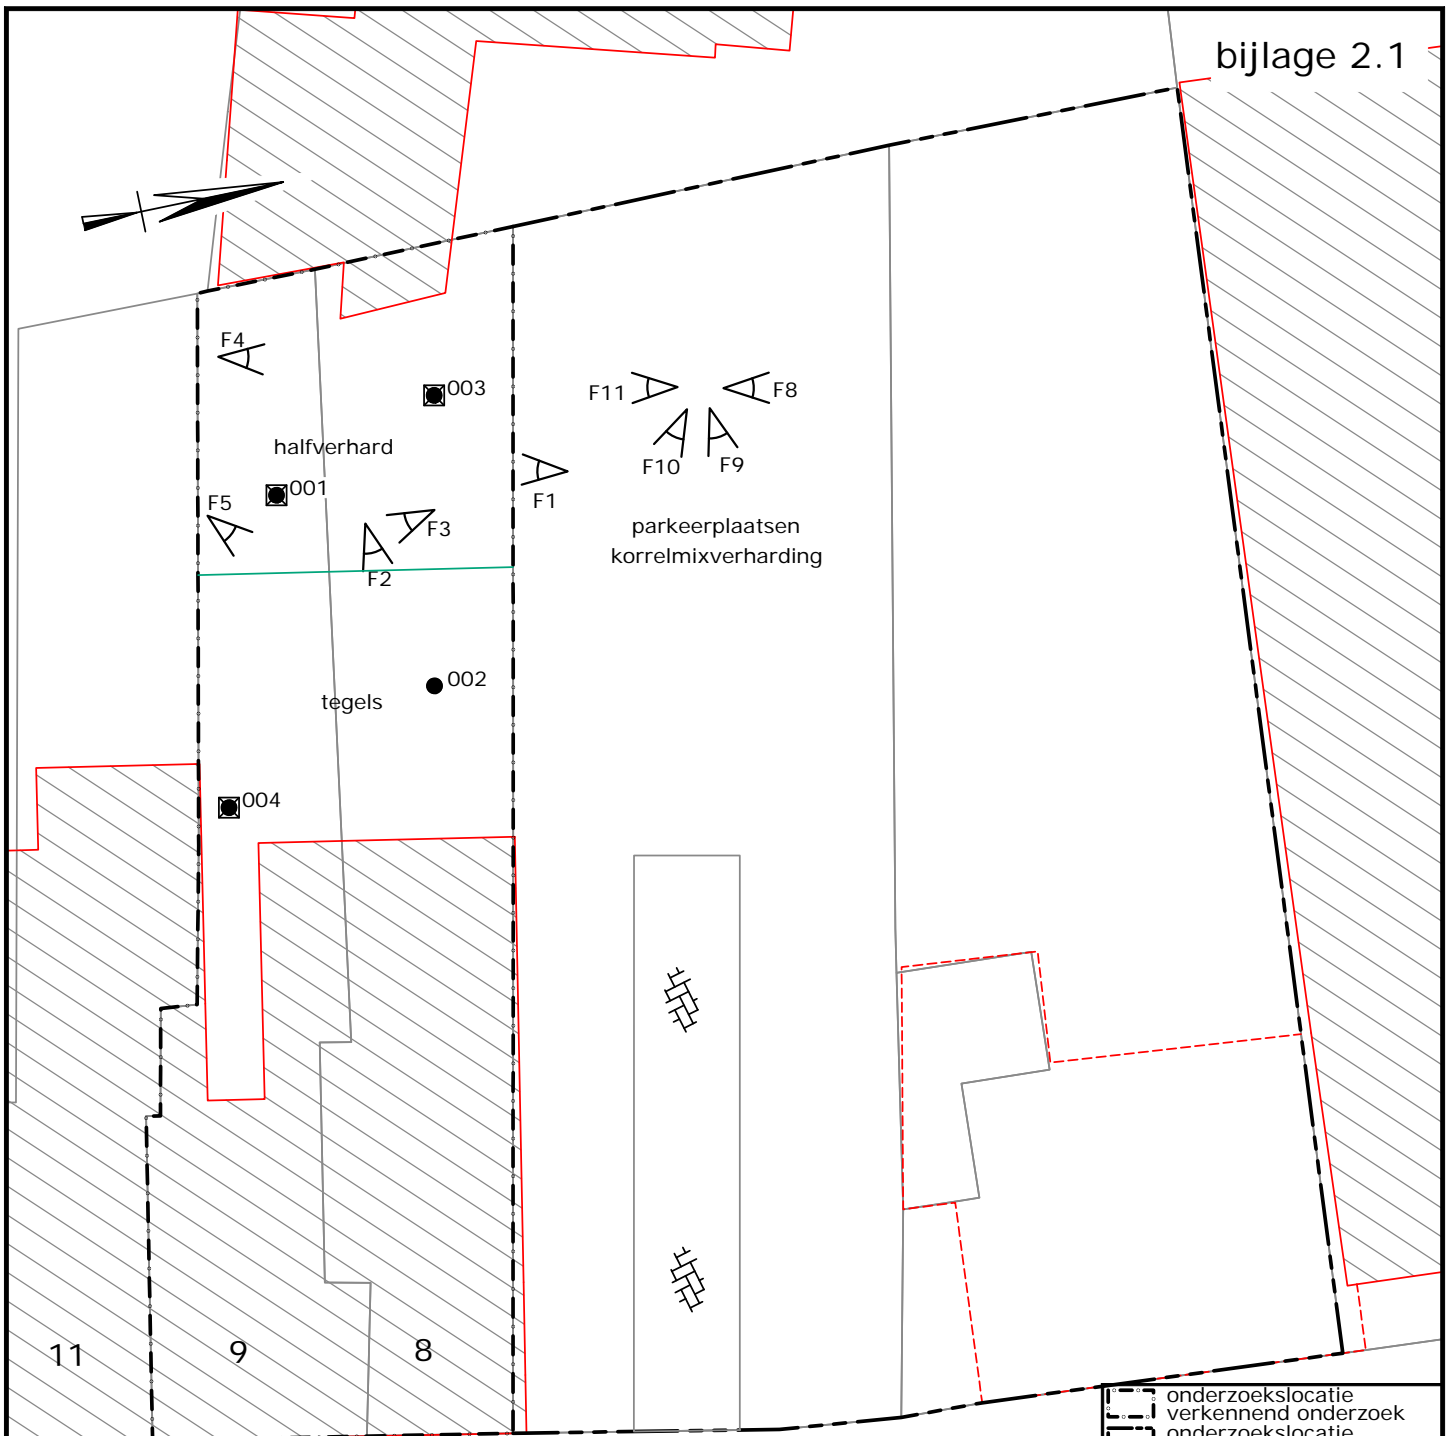 bijlage 2.1
F4
003
F11
F8
halfverhard
F10
F9
F1
001
F5
F3
parkeerplaatsen
korrelmixverharding
F2
002
tegels
004
11
9
8
onderzoekslocatie
verkennend onderzoek
onderzoekslocatie